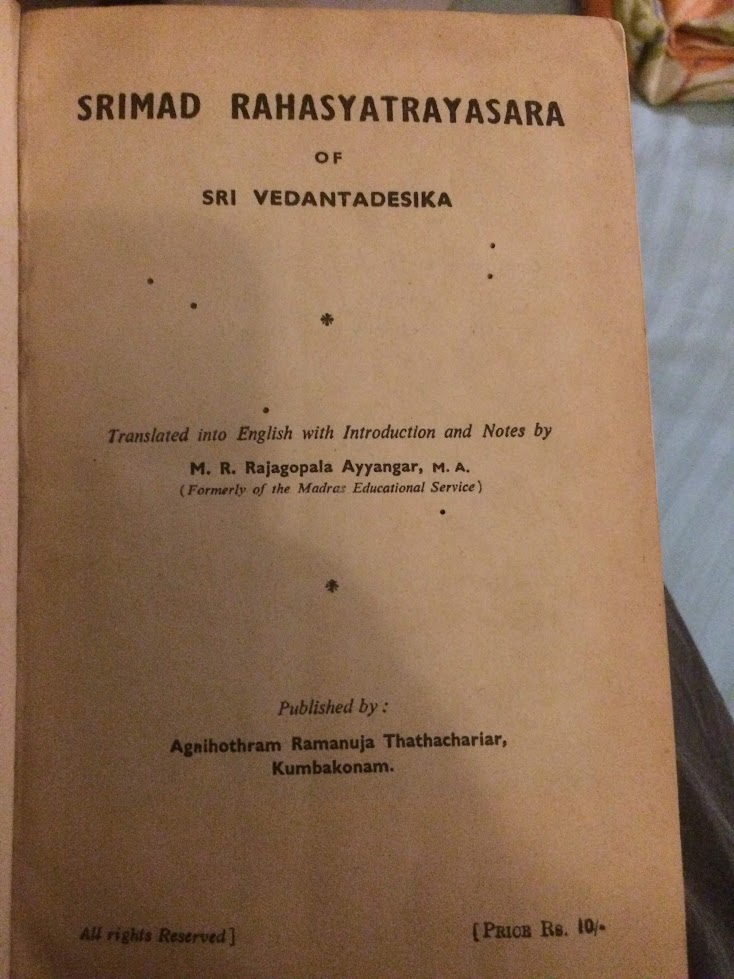 SRIMAD RAHASYATRAYASARA
OF
SRI VEDANTADESIKA
Translated into English with Introduction and Notes by
M. R. Rajagopala Ayyangar, M. A.
(Formerly of the Madras Educational Service)
Published by :
Agnihothram Ramanuja Thathachariar,
Kumbakonam.
All rights Reserved] [PRICE Rs. 10/-